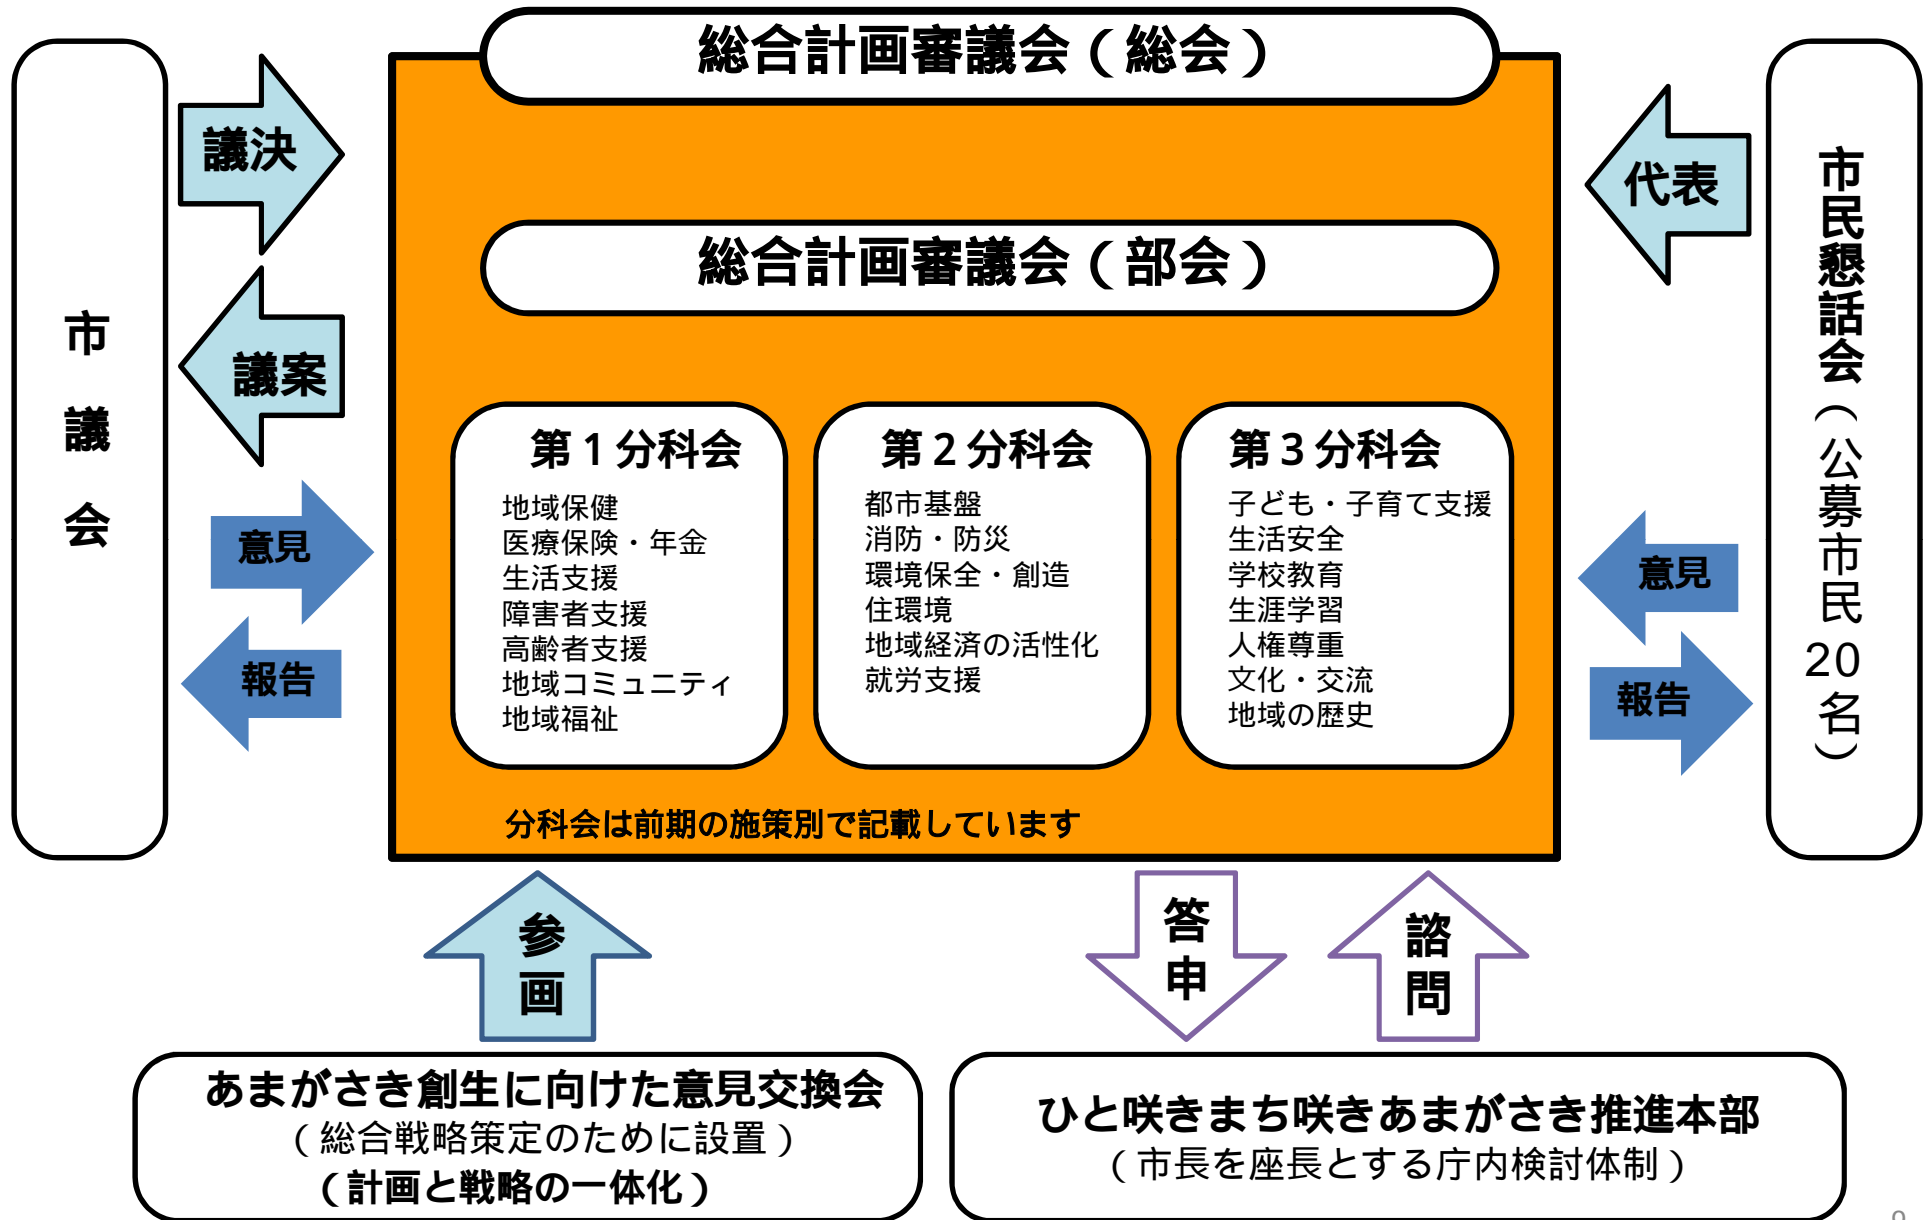 総合計画審議会（総会）
市議会
議決
議案
意見
報告
総合計画審議会（部会）
第１分科会
地域保健
医療保険・年金
生活支援
障害者支援
高齢者支援
地域コミュニティ
地域福祉
第２分科会
都市基盤
消防・防災
環境保全・創造
住環境
地域経済の活性化
就労支援
第３分科会
子ども・子育て支援
生活安全
学校教育
生涯学習
人権尊重
文化・交流
地域の歴史
分科会は前期の施策別で記載しています
代表
意見
報告
市民懇話会（公募市民20名）
参画
答申
諮問
あまがさき創生に向けた意見交換会
（総合戦略策定のために設置）
（計画と戦略の一体化）
ひと咲きまち咲きあまがさき推進本部
（市長を座長とする庁内検討体制）